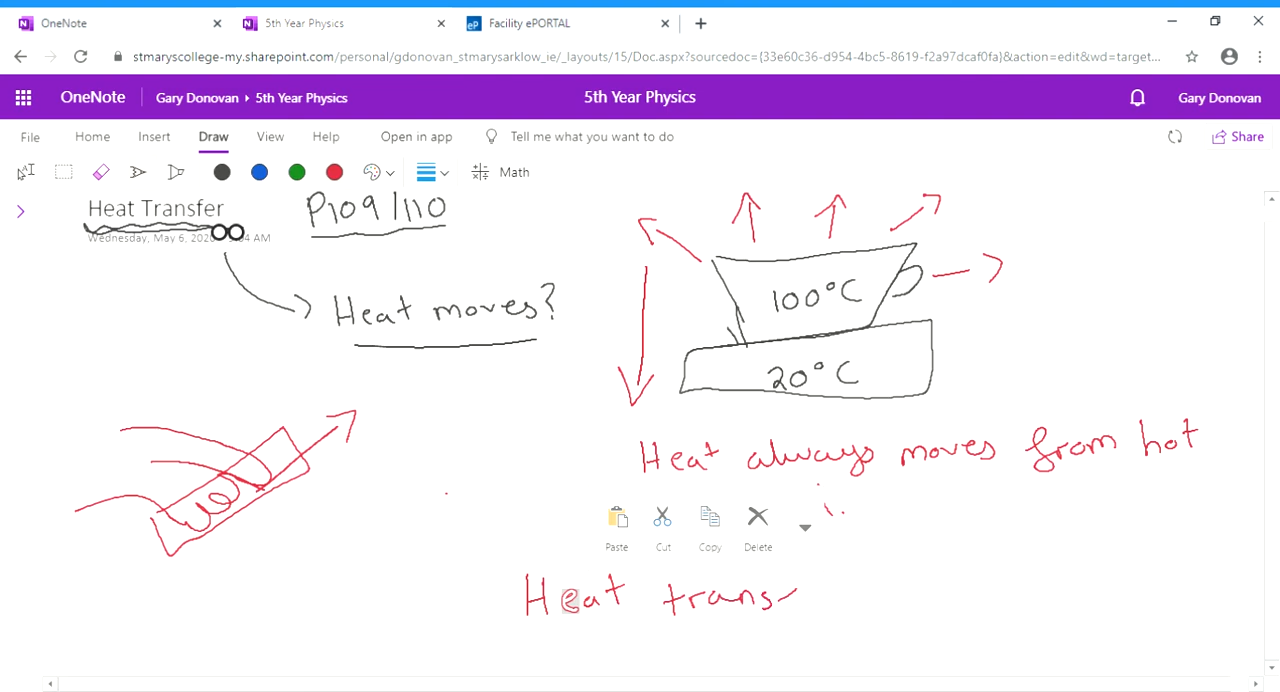 OneNote
5th Year Physics
Facility ePORTAL
stmaryscollege-my.sharepoint.com/personal/gdonovan_stmarysarklow_ie/_layouts/15/Doc.aspx?sourcedoc={33e60c36-d954-4bc5-8619-f2a97dcaf0fa}&action=edit&wd=target...
OneNote
Gary Donovan › 5th Year Physics
5th Year Physics
Gary Donovan
File Home Insert Draw View Help Open in app Tell me what you want to do Share
Math
Heat Transfer
P109/110
Wednesday, May 6, AM
Heat moves?
100°C
20°C
Heat always moves from hot
Paste Cut Copy Delete
Heat trans